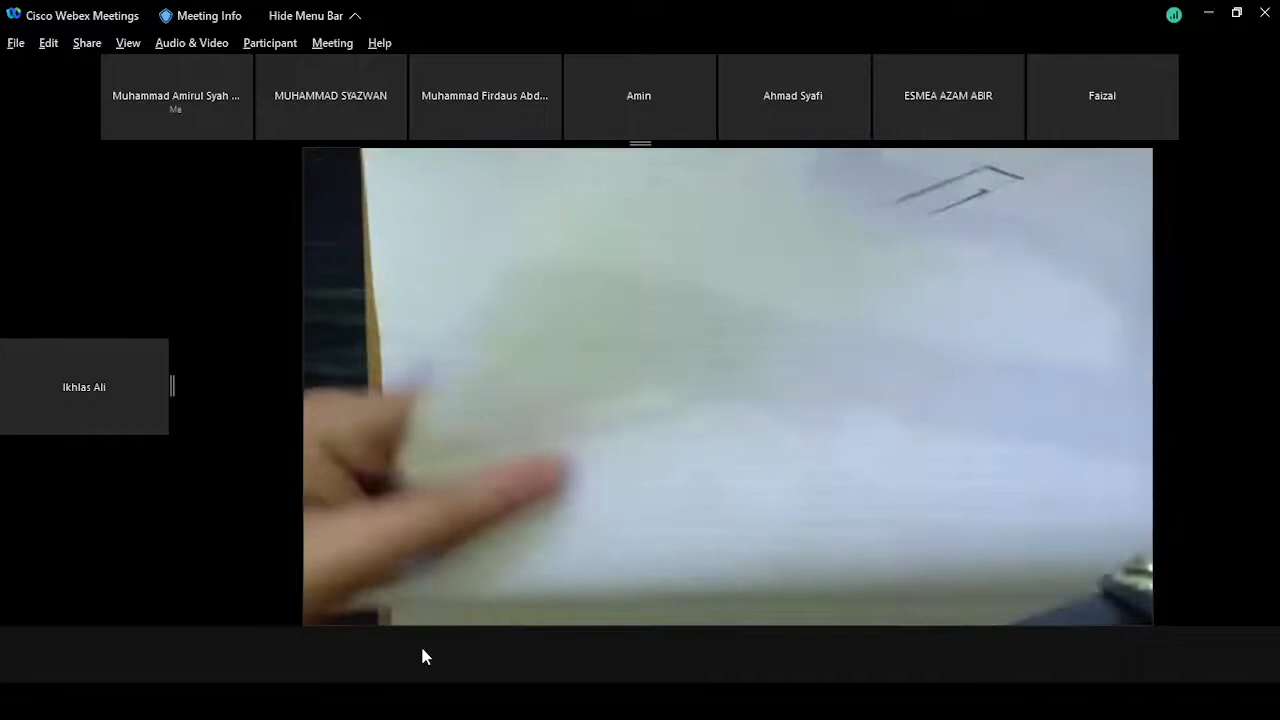 Cisco Webex Meetings Meeting Info Hide Menu Bar
File Edit Share View Audio & Video Participant Meeting Help
Muhammad Amirul Syah ...
Me
MUHAMMAD SYAZWAN
Muhammad Firdaus Abd...
Amin
Ahmad Syafi
ESMEA AZAM ABIR
Faizal
Ikhlas Ali